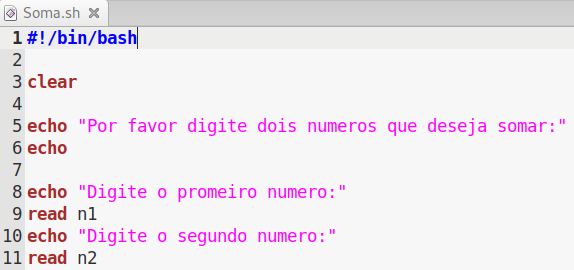 Soma.sh
1 #!/bin/bash
2
3 clear
4
5 echo "Por favor digite dois numeros que deseja somar:"
6 echo
7
8 echo "Digite o promeiro numero:"
9 read n1
10 echo "Digite o segundo numero:"
11 read n2